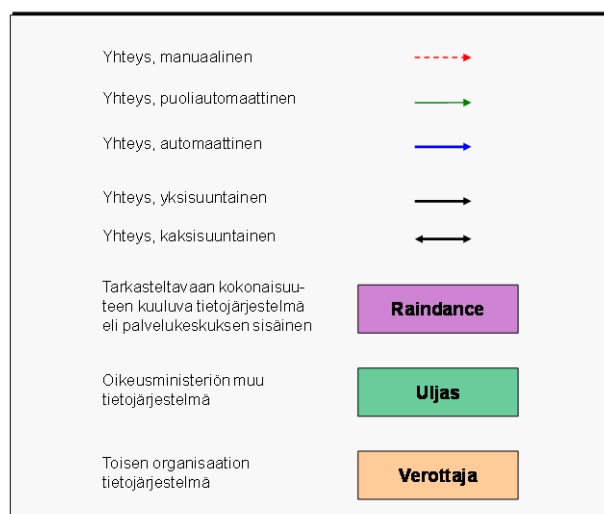 Yhteys, manuaalinen
Yhteys, puoliautomaattinen
Yhteys, automaattinen
Yhteys, yksisuuntainen
Yhteys, kaksisuuntainen
Tarkasteltavaan kokonaisuu-
teen kuuluva tietojärjestelmä
eli palvelukeskuksen sisäinen
Raindance
Oikeusministeriön muu
tietojärjestelmä
Uljas
Toisen organisaation
tietojärjestelmä
Verottaja